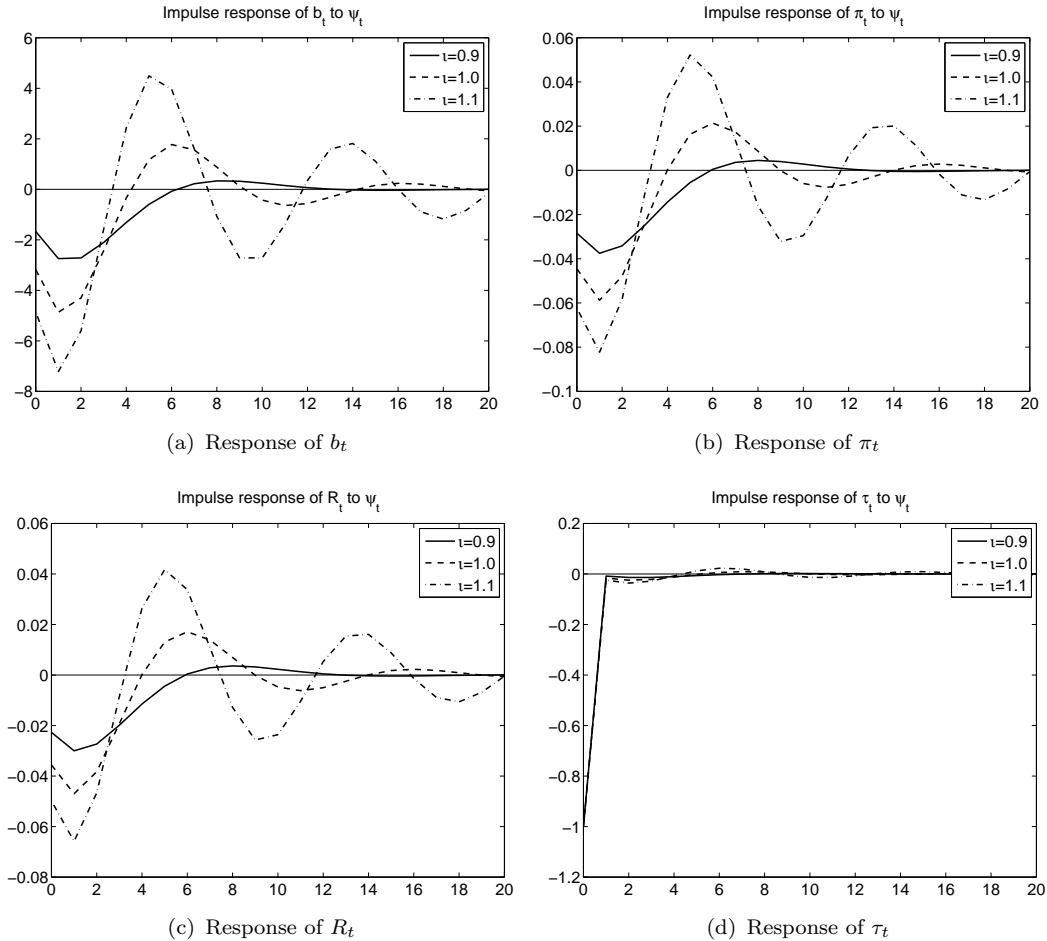 Impulse response of b_t to ψ_t
6
4
2
0
−2
−4
−6
−8
0 2 4 6 8 10 12 14 16 18 20
ι=0.9
ι=1.0
ι=1.1
(a) Response of b_t
Impulse response of π_t to ψ_t
0.06
0.04
0.02
0
−0.02
−0.04
−0.06
−0.08
−0.1
0 2 4 6 8 10 12 14 16 18 20
ι=0.9
ι=1.0
ι=1.1
(b) Response of π_t
Impulse response of R_t to ψ_t
0.06
0.04
0.02
0
−0.02
−0.04
−0.06
−0.08
0 2 4 6 8 10 12 14 16 18 20
ι=0.9
ι=1.0
ι=1.1
(c) Response of R_t
Impulse response of τ_t to ψ_t
0.2
0
−0.2
−0.4
−0.6
−0.8
−1
−1.2
0 2 4 6 8 10 12 14 16 18 20
ι=0.9
ι=1.0
ι=1.1
(d) Response of τ_t